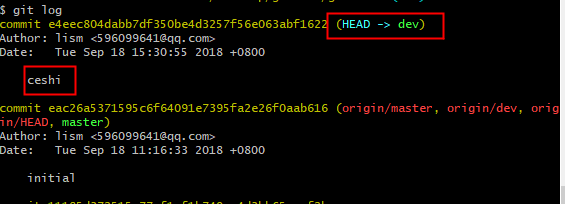 $ git log
commit e4eec804dabb7df350be4d3257f56e063abf1622 (HEAD -> dev)
Author: lism <596099641@qq.com>
Date:   Tue Sep 18 15:30:55 2018 +0800
ceshi
commit eac26a5371595c6f64091e7395fa2e26f0aab616 (origin/master, origin/dev, orig
in/HEAD, master)
Author: lism <596099641@qq.com>
Date:   Tue Sep 18 11:16:33 2018 +0800
initial